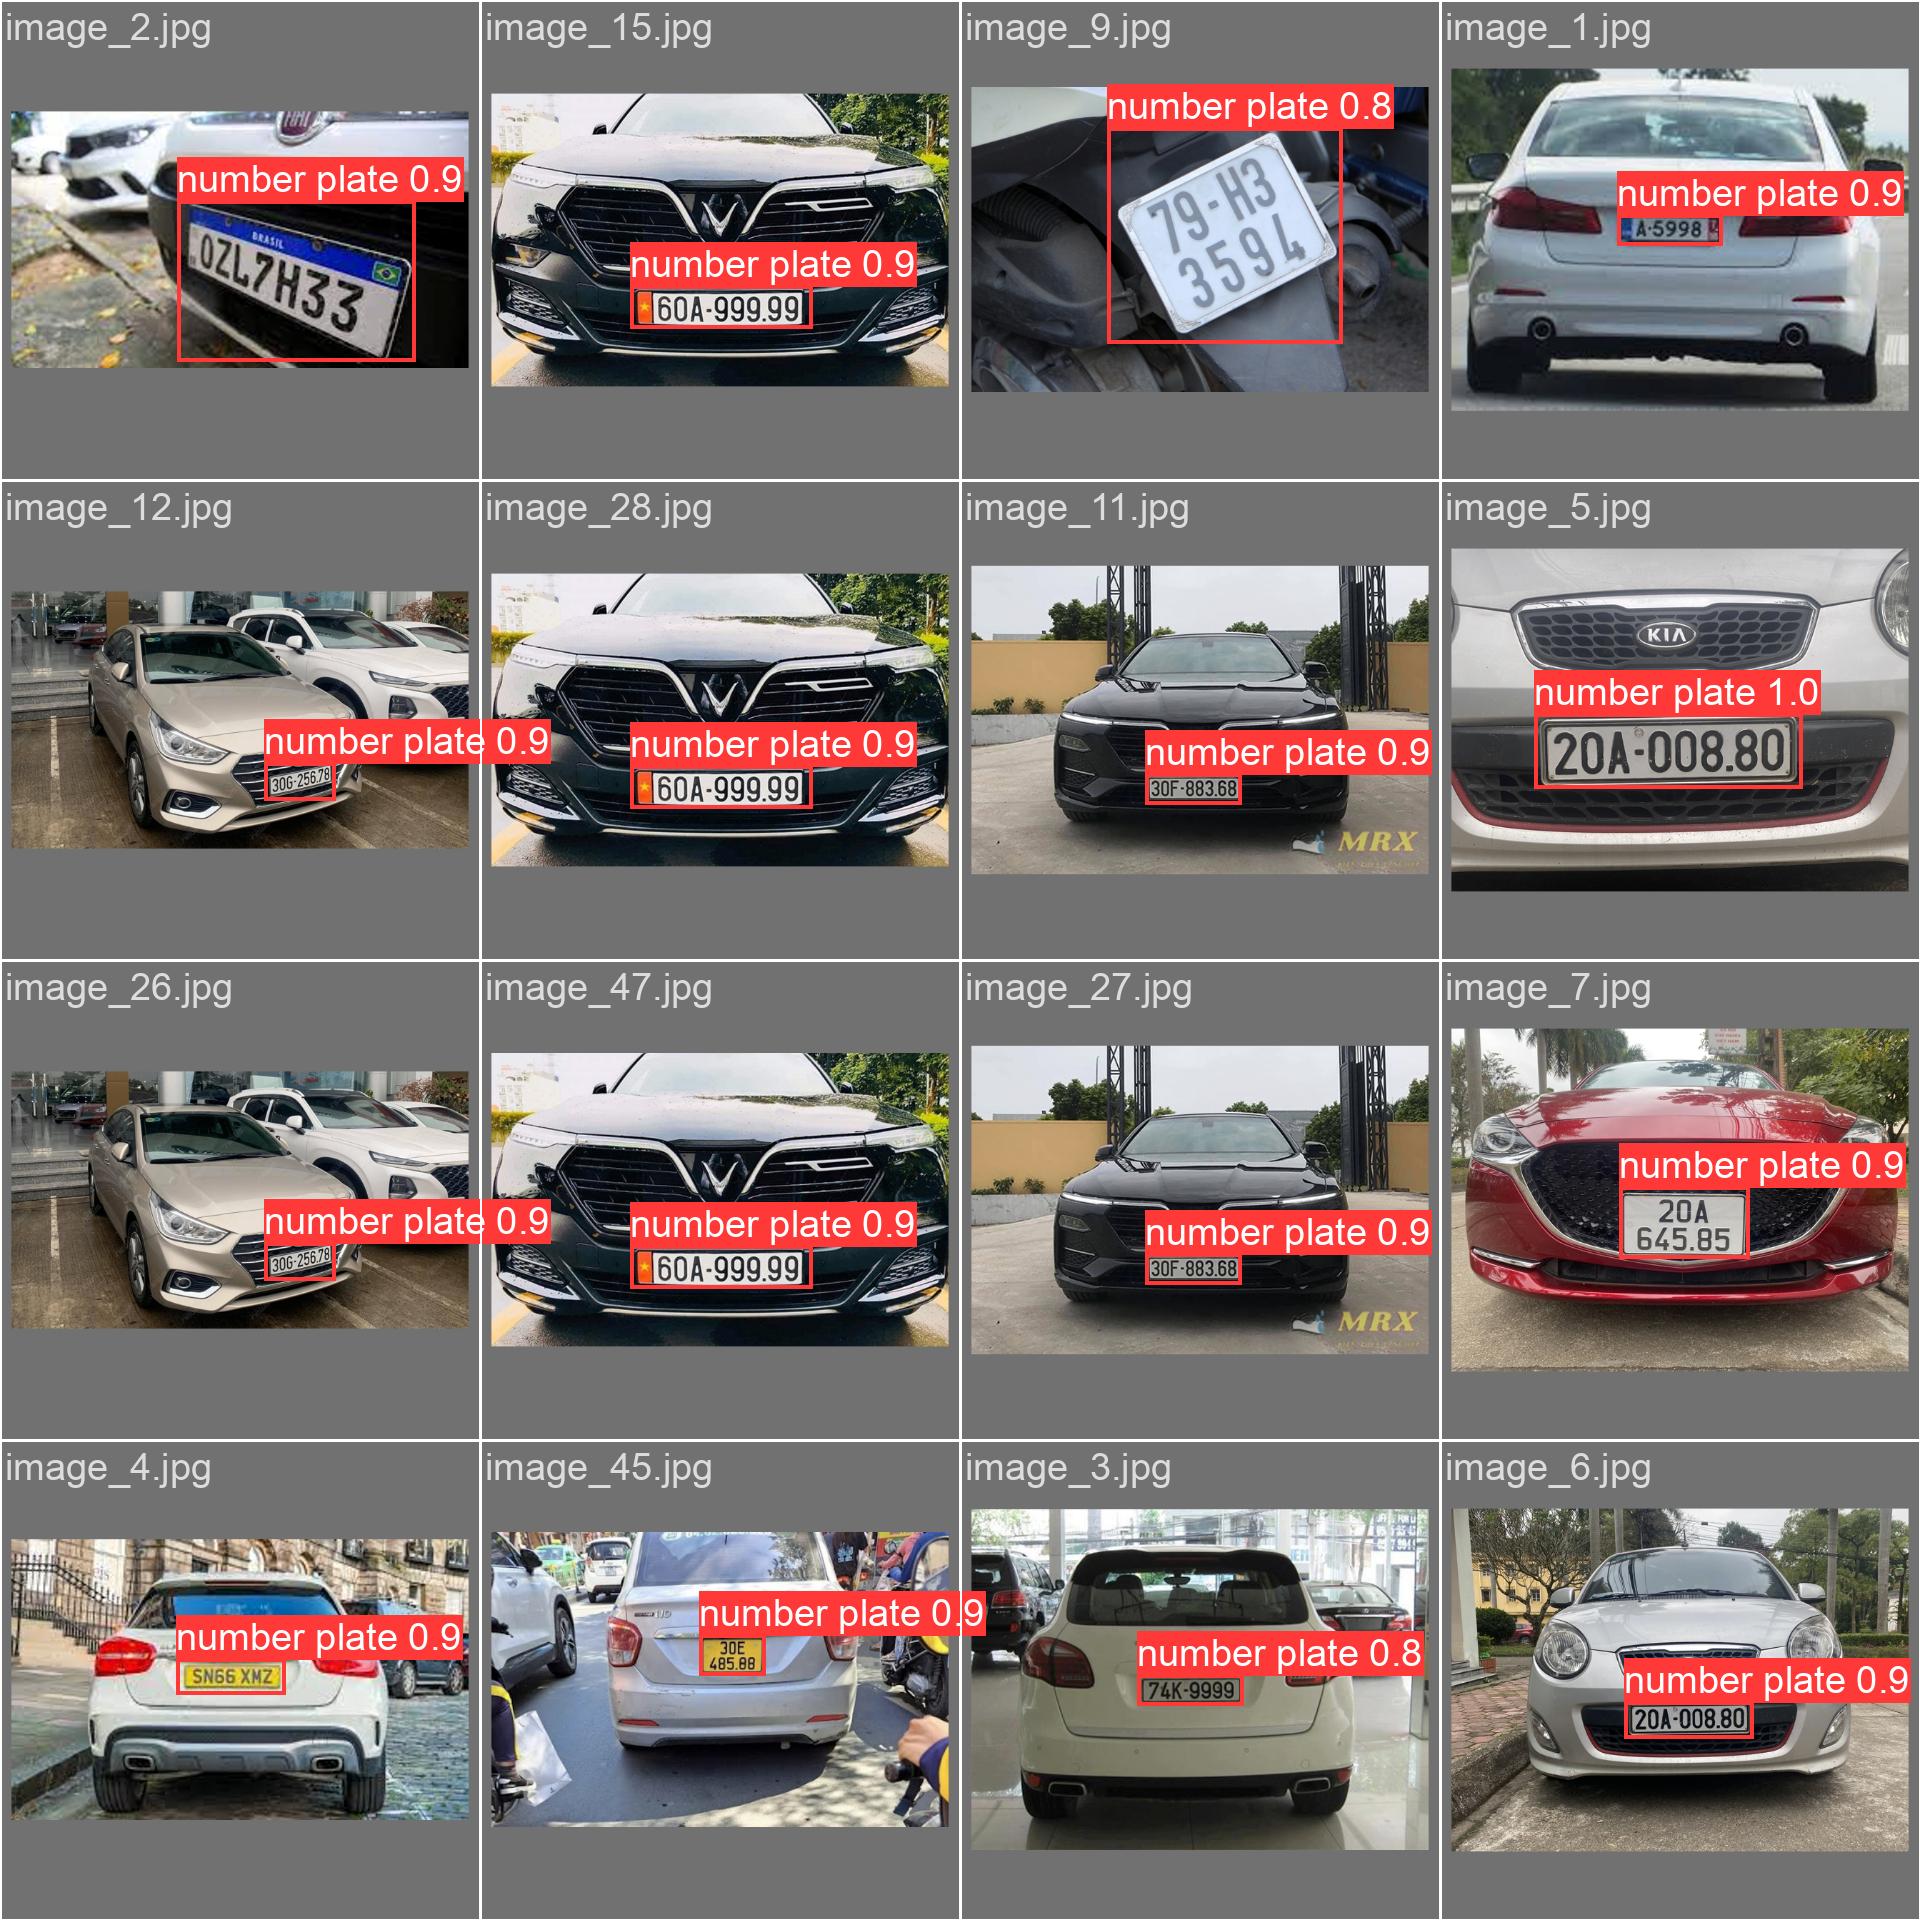 image_2.jpg
number plate 0.9
BRASIL
OZL7H33
image_15.jpg
number plate 0.9
60A-999.99
image_9.jpg
number plate 0.8
79-H3
3594
image_1.jpg
number plate 0.9
A·5998
image_12.jpg
number plate 0.9
30G-256.78
image_28.jpg
number plate 0.9
60A-999.99
image_11.jpg
number plate 0.9
30F-883.68
MRX
image_5.jpg
KIA
number plate 1.0
20A-008.80
image_26.jpg
number plate 0.9
30G-256.78
image_47.jpg
number plate 0.9
60A-999.99
image_27.jpg
number plate 0.9
30F-883.68
MRX
image_7.jpg
number plate 0.9
20A
645.85
image_4.jpg
number plate 0.9
SN66 XMZ
image_45.jpg
number plate 0.9
30E
485.88
image_3.jpg
number plate 0.8
74K-9999
image_6.jpg
number plate 0.9
20A-008.80